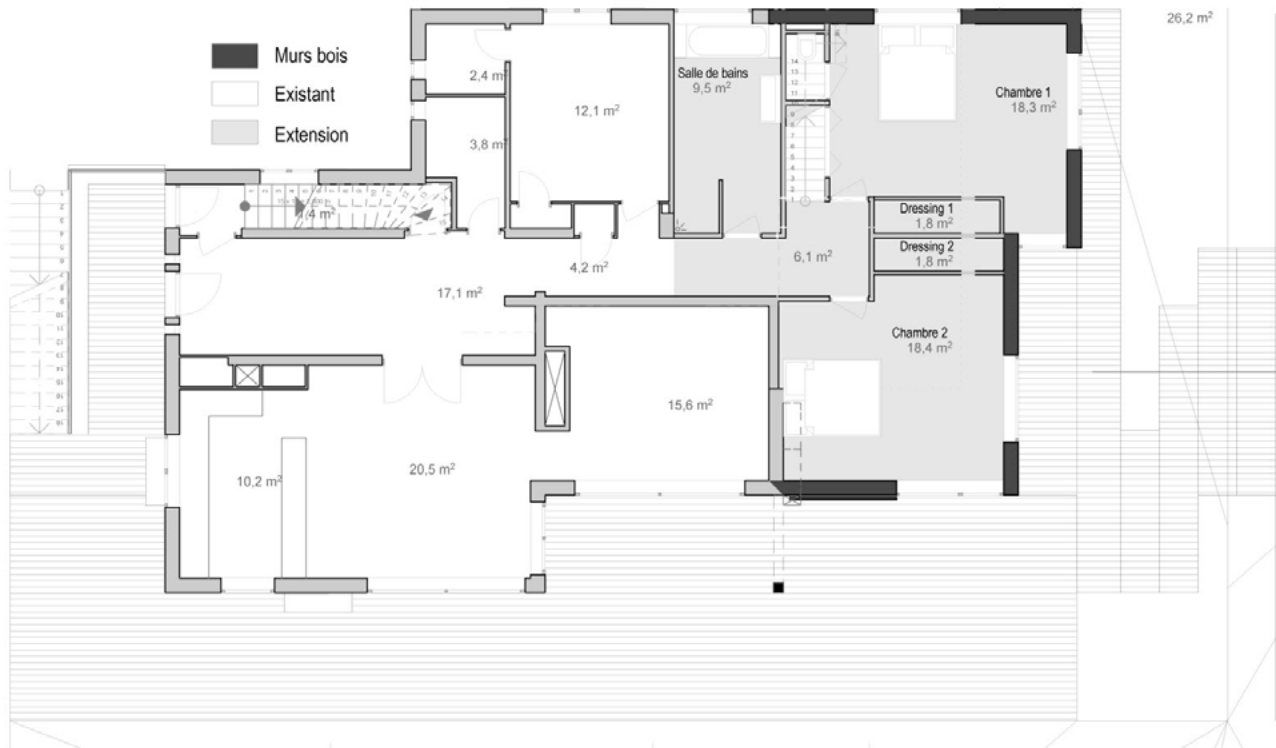 26,2 m²
Murs bois
Existant
Extension
2,4 m²
12,1 m²
3,8 m²
Salle de bains
9,5 m²
Chambre 1
18,3 m²
4 m²
Dressing 1
1,8 m²
Dressing 2
1,8 m²
4,2 m²
6,1 m²
17,1 m²
Chambre 2
18,4 m²
15,6 m²
20,5 m²
10,2 m²